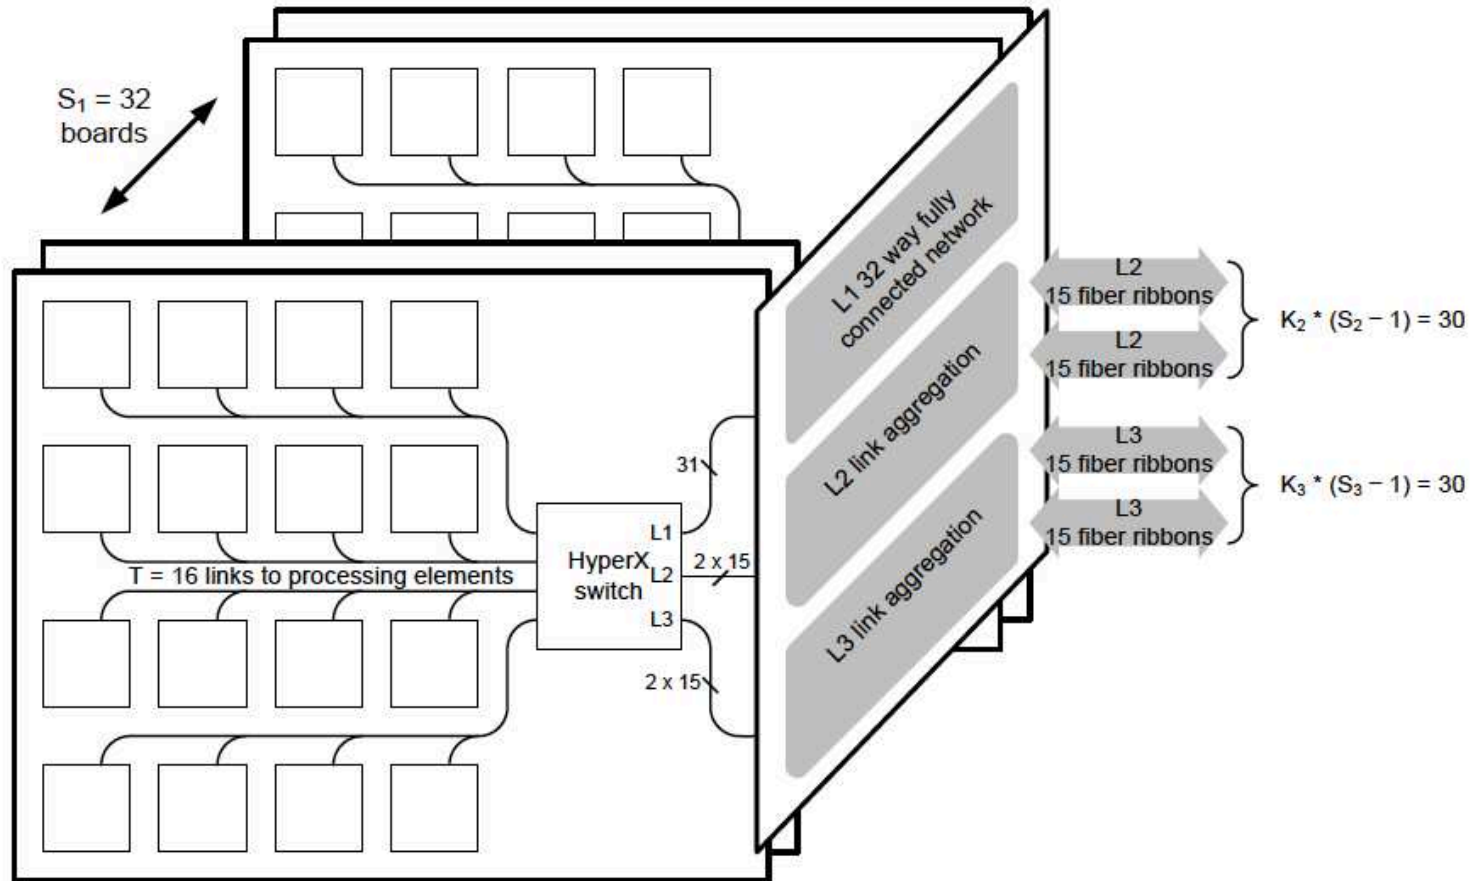 S₁ = 32
boards
L1 32 way fully
connected network
L2 link aggregation
L3 link aggregation
L2
15 fiber ribbons
L2
15 fiber ribbons
K₂ * (S₂ − 1) = 30
L3
15 fiber ribbons
L3
15 fiber ribbons
K₃ * (S₃ − 1) = 30
31
2 x 15
2 x 15
L1
L2
L3
HyperX
switch
T = 16 links to processing elements